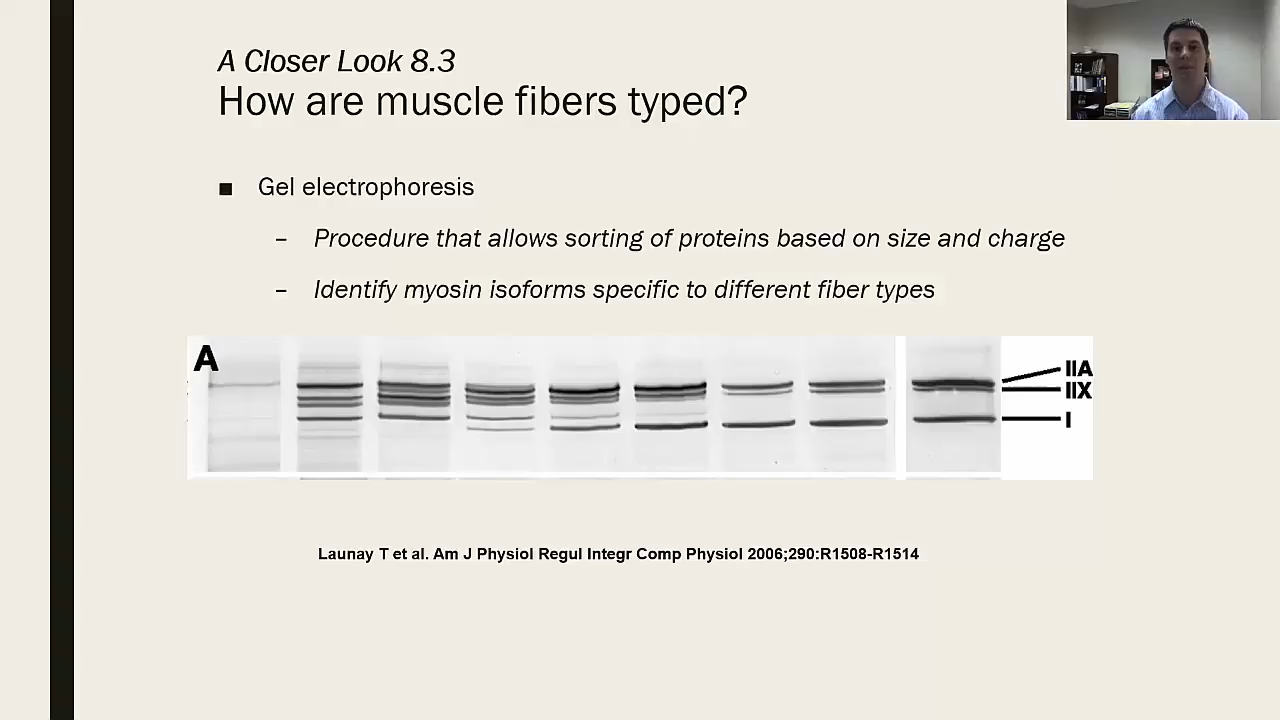 A Closer Look 8.3
How are muscle fibers typed?
■ Gel electrophoresis
– Procedure that allows sorting of proteins based on size and charge
– Identify myosin isoforms specific to different fiber types
A
IIA
IIX
I
Launay T et al. Am J Physiol Regul Integr Comp Physiol 2006;290:R1508-R1514